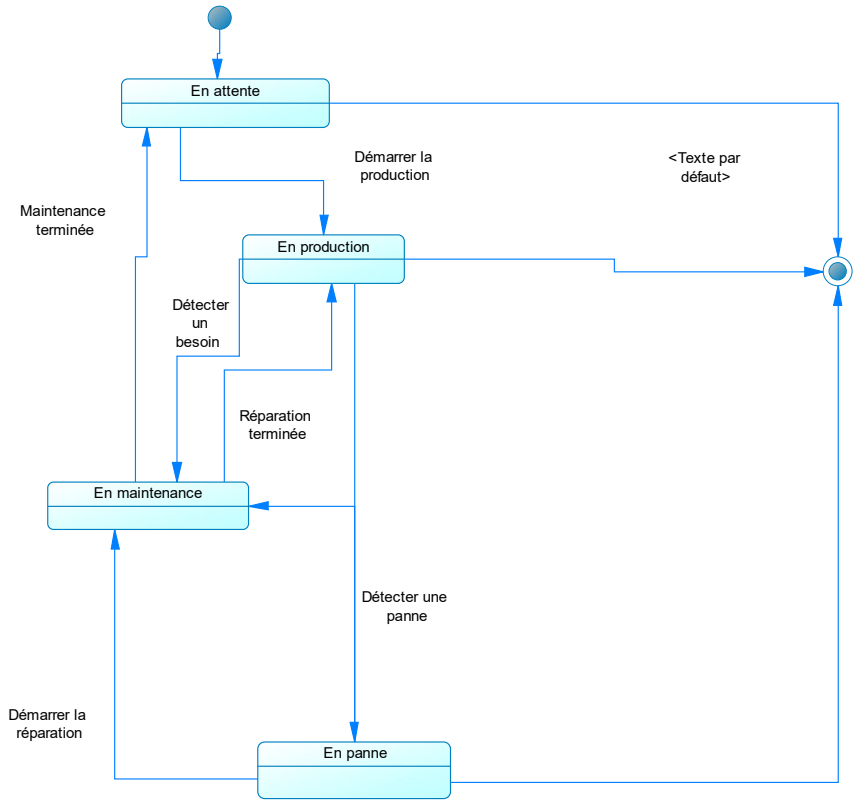 En attente
Démarrer la
production
<Texte par
défaut>
Maintenance
terminée
En production
Détecter
un
besoin
Réparation
terminée
En maintenance
Détecter une
panne
Démarrer la
réparation
En panne